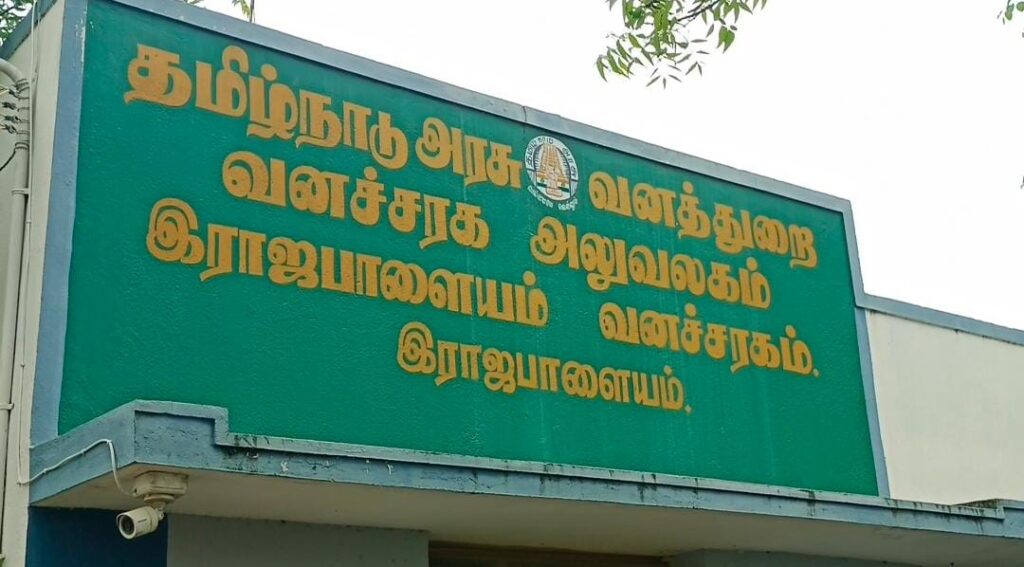 தமிழ்நாடு அரசு வனத்துறை
வனச்சரக அலுவலகம்
இராஜபாளையம் வனச்சரகம்.
இராஜபாளையம்.